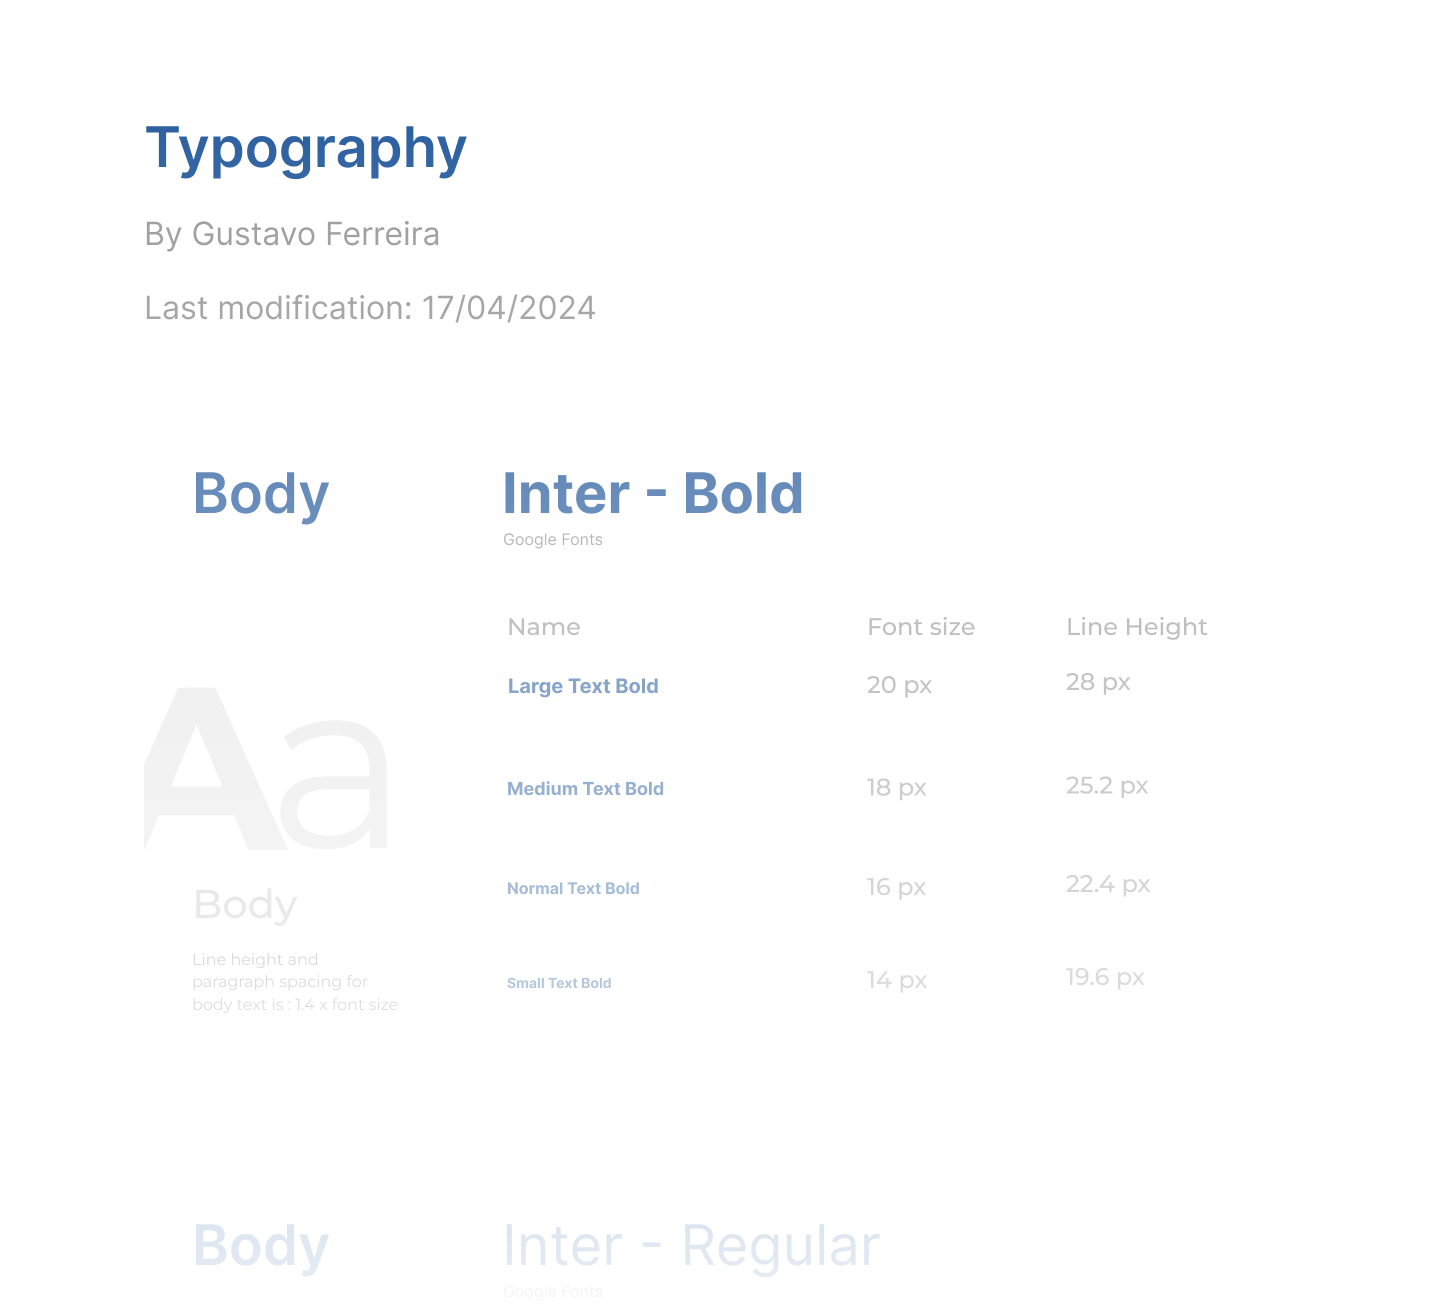 Typography
By Gustavo Ferreira
Last modification: 17/04/2024
Body
Inter - Bold
Google Fonts
Name Font size Line Height
Large Text Bold 20 px 28 px
Medium Text Bold 18 px 25.2 px
Normal Text Bold 16 px 22.4 px
Small Text Bold 14 px 19.6 px
Aa
Body
Line height and
paragraph spacing for
body text is : 1.4 x font size
Body
Inter - Regular
Google Fonts